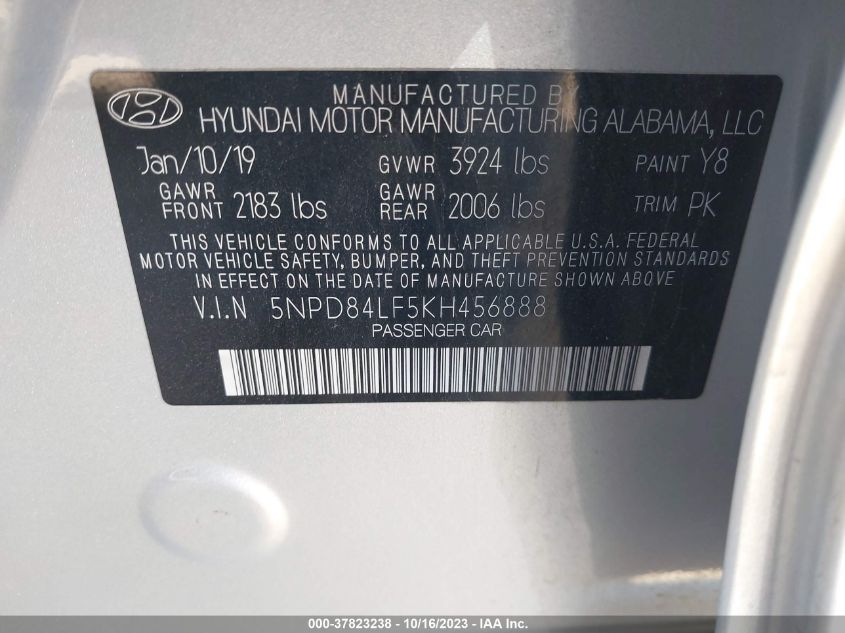 MANUFACTURED BY
HYUNDAI MOTOR MANUFACTURING ALABAMA, LLC
Jan/10/19 GVWR 3924 lbs PAINT Y8
GAWR FRONT 2183 lbs GAWR REAR 2006 lbs TRIM PK
THIS VEHICLE CONFORMS TO ALL APPLICABLE U.S.A. FEDERAL
MOTOR VEHICLE SAFETY, BUMPER, AND THEFT PREVENTION STANDARDS
IN EFFECT ON THE DATE OF MANUFACTURE SHOWN ABOVE
V.I.N 5NPD84LF5KH456888
PASSENGER CAR
000-37823238 - 10/16/2023 - IAA Inc.